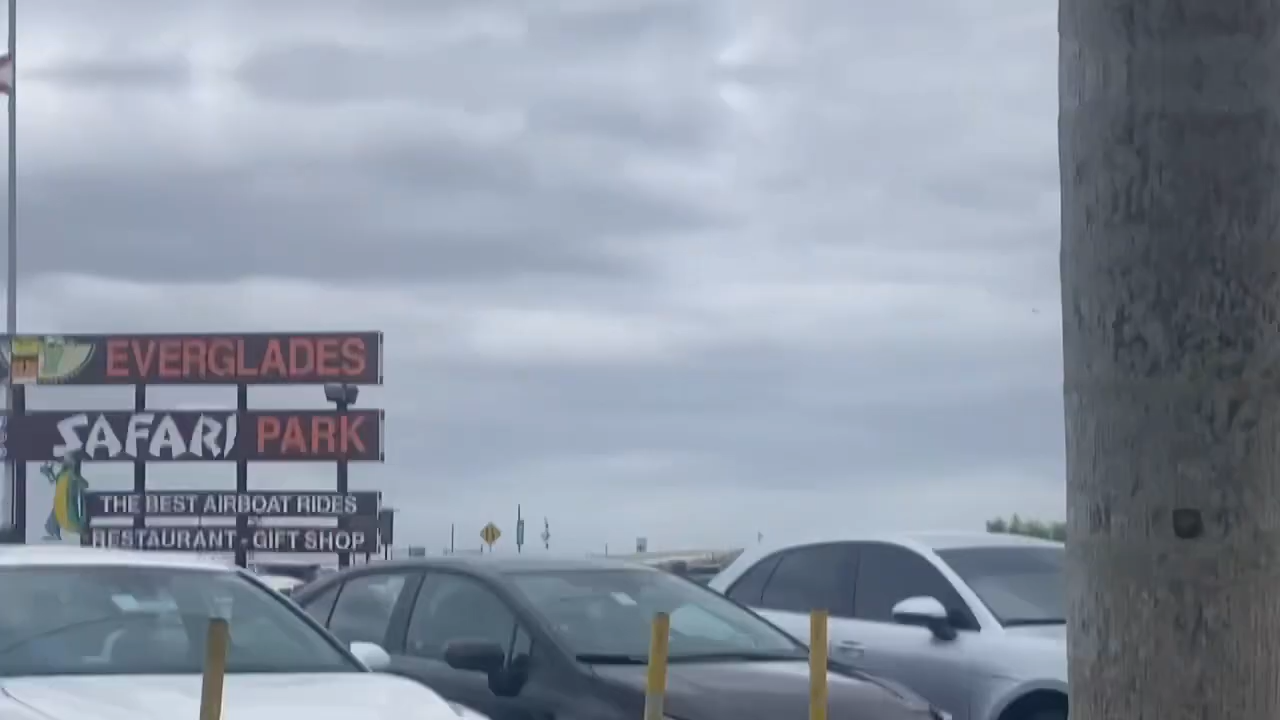 EVERGLADES
SAFARI PARK
THE BEST AIRBOAT RIDES
RESTAURANT - GIFT SHOP